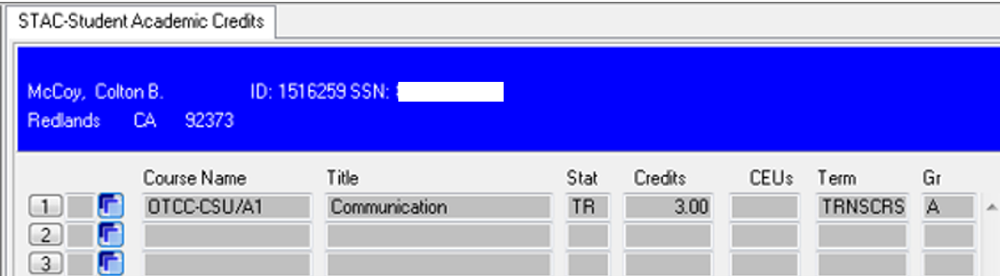 STAC-Student Academic Credits
McCoy, Colton B. ID: 1516259 SSN:
Redlands CA 92373
Course Name Title Stat Credits CEUs Term Gr
1 OTCC-CSU/A1 Communication TR 3.00 TRNSCRS A
2
3